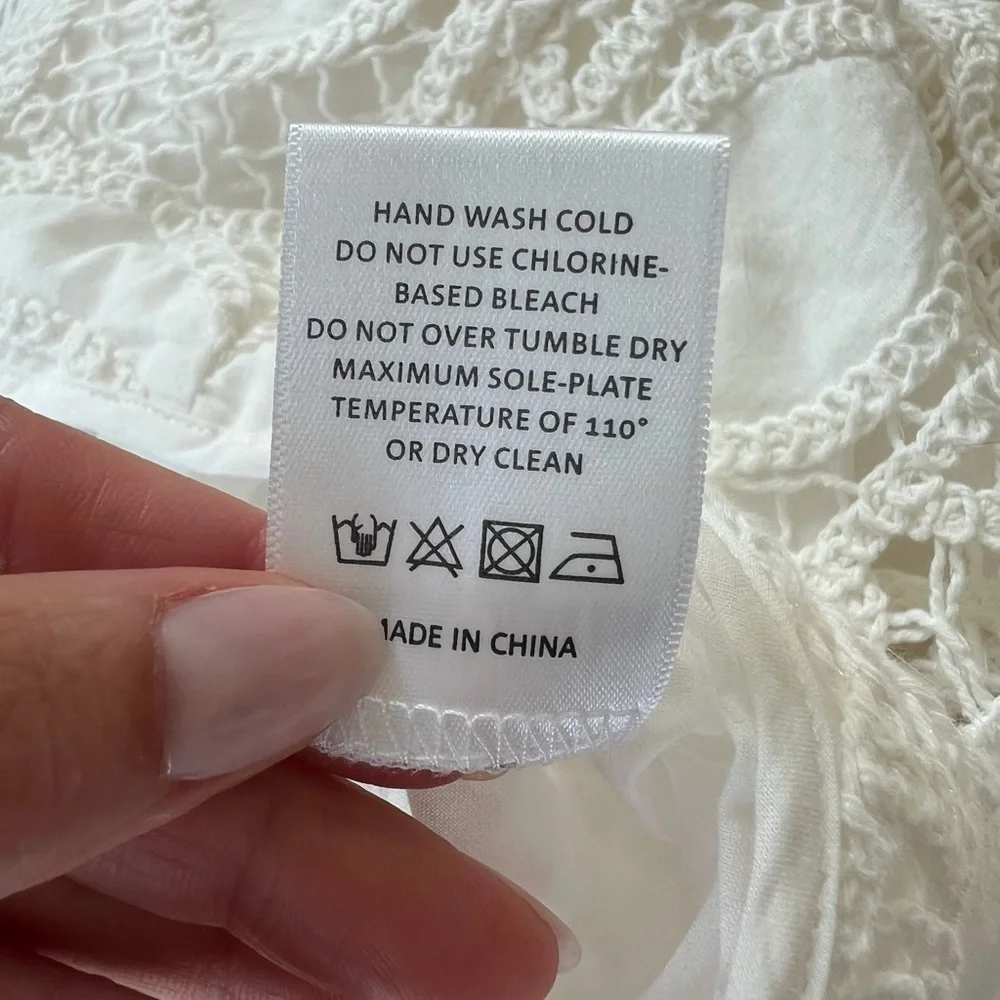 HAND WASH COLD
DO NOT USE CHLORINE-
BASED BLEACH
DO NOT OVER TUMBLE DRY
MAXIMUM SOLE-PLATE
TEMPERATURE OF 110°
OR DRY CLEAN
MADE IN CHINA